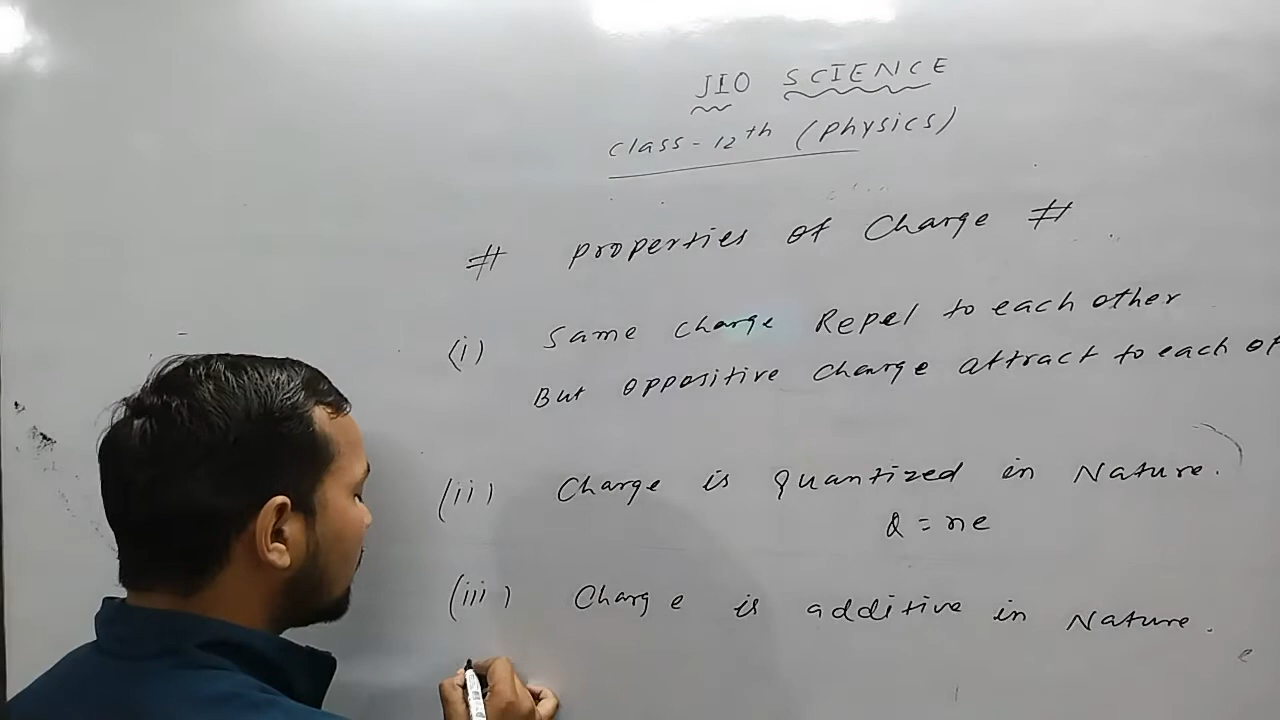 JIO SCIENCE
Class-12th (Physics)
# Properties of Charge #
(i) Same charge Repel to each other
But oppositive charge attract to each ot
(ii) Charge is quantized in Nature.
Q = ne
(iii) Charge is additive in Nature.
e